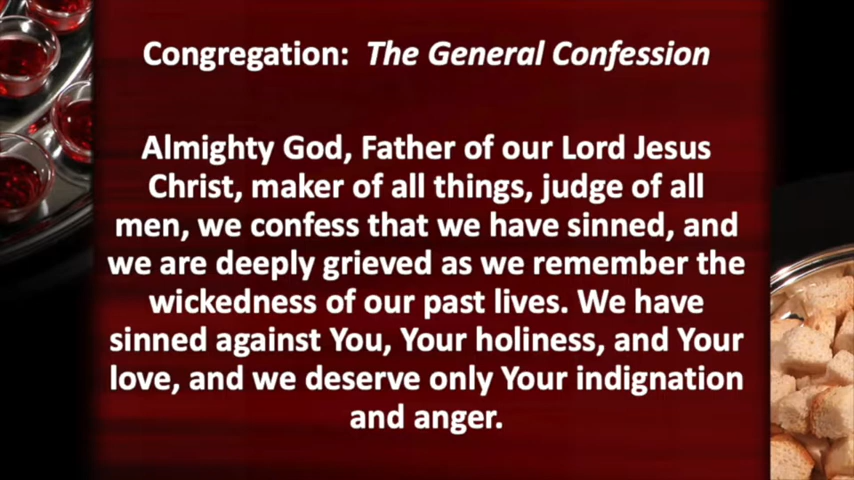 Congregation: The General Confession
Almighty God, Father of our Lord Jesus
Christ, maker of all things, judge of all
men, we confess that we have sinned, and
we are deeply grieved as we remember the
wickedness of our past lives. We have
sinned against You, Your holiness, and Your
love, and we deserve only Your indignation
and anger.